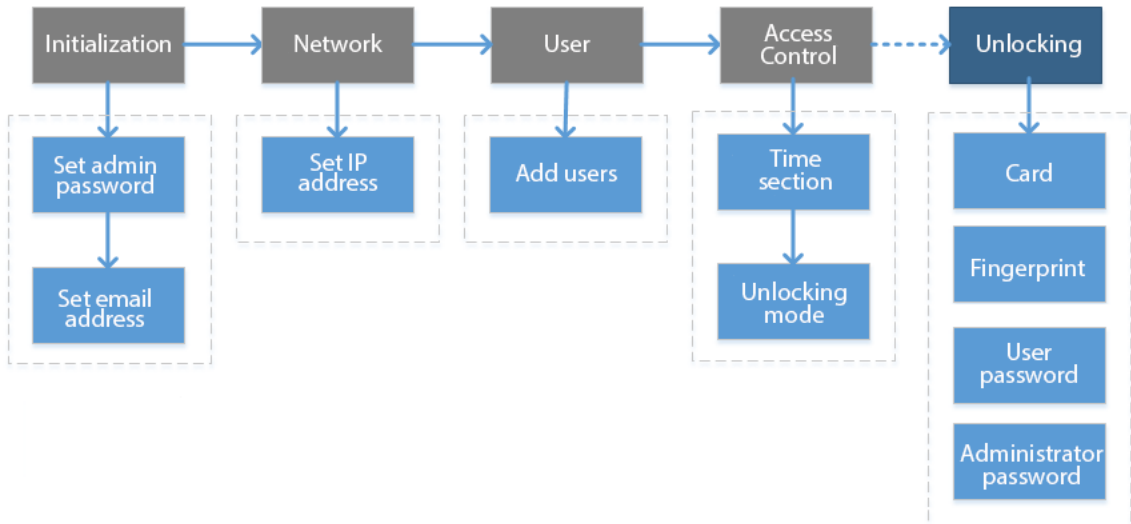 Initialization
Network
User
Access
Control
Unlocking
Set admin
password
Set email
address
Set IP
address
Add users
Time
section
Unlocking
mode
Card
Fingerprint
User
password
Administrator
password